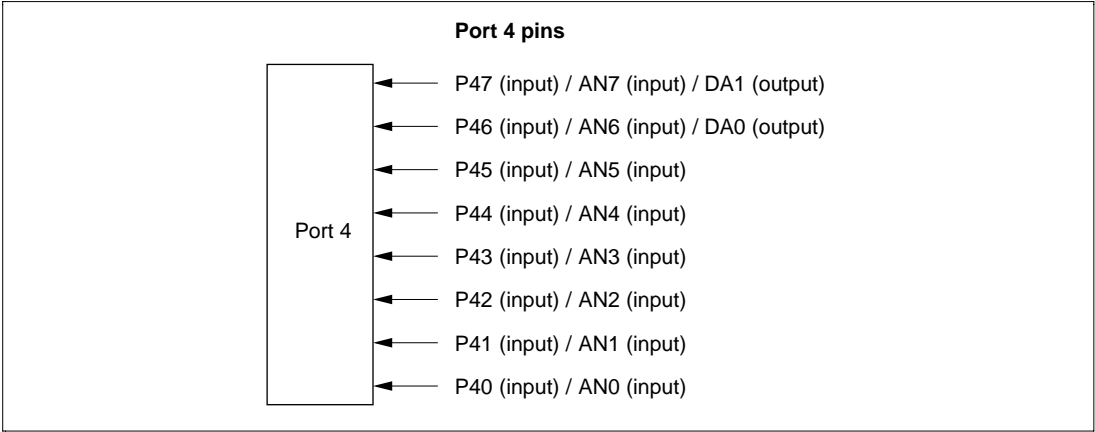 Port 4 pins
P47 (input) / AN7 (input) / DA1 (output)
P46 (input) / AN6 (input) / DA0 (output)
P45 (input) / AN5 (input)
P44 (input) / AN4 (input)
Port 4
P43 (input) / AN3 (input)
P42 (input) / AN2 (input)
P41 (input) / AN1 (input)
P40 (input) / AN0 (input)